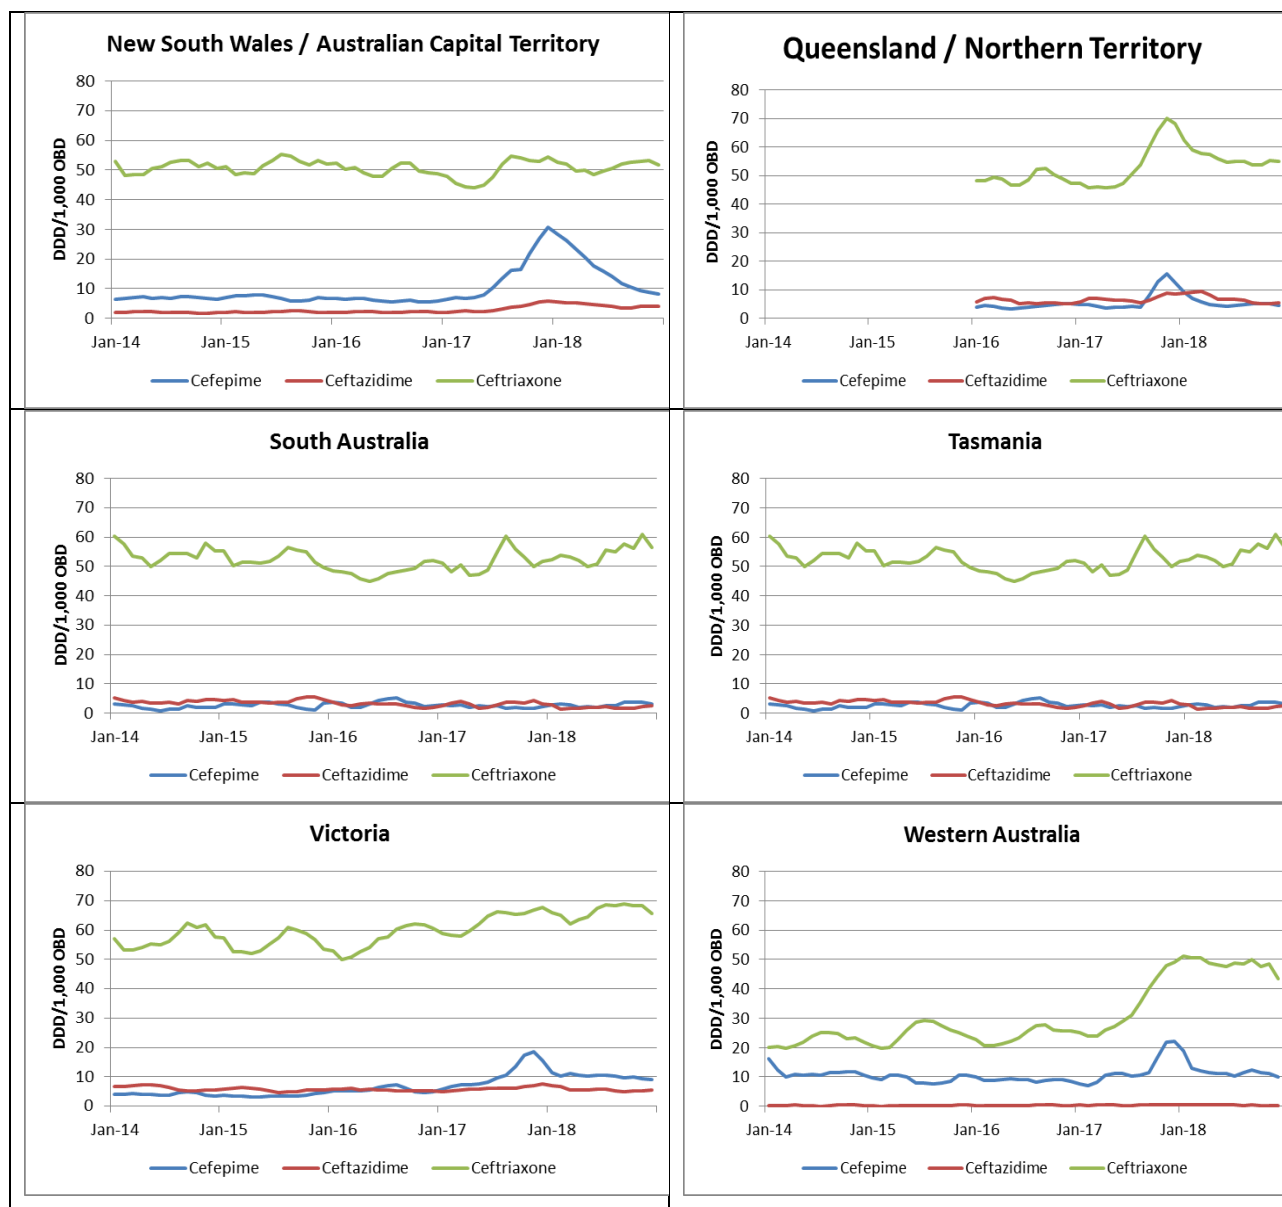 New South Wales / Australian Capital Territory
DDD/1,000 OBD
80
70
60
50
40
30
20
10
0
Jan-14 Jan-15 Jan-16 Jan-17 Jan-18
Cefepime Ceftazidime Ceftriaxone
Queensland / Northern Territory
DDD/1,000 OBD
80
70
60
50
40
30
20
10
0
Jan-14 Jan-15 Jan-16 Jan-17 Jan-18
Cefepime Ceftazidime Ceftriaxone
South Australia
DDD/1,000 OBD
80
70
60
50
40
30
20
10
0
Jan-14 Jan-15 Jan-16 Jan-17 Jan-18
Cefepime Ceftazidime Ceftriaxone
Tasmania
DDD/1,000 OBD
80
70
60
50
40
30
20
10
0
Jan-14 Jan-15 Jan-16 Jan-17 Jan-18
Cefepime Ceftazidime Ceftriaxone
Victoria
DDD/1,000 OBD
80
70
60
50
40
30
20
10
0
Jan-14 Jan-15 Jan-16 Jan-17 Jan-18
Cefepime Ceftazidime Ceftriaxone
Western Australia
DDD/1,000 OBD
80
70
60
50
40
30
20
10
0
Jan-14 Jan-15 Jan-16 Jan-17 Jan-18
Cefepime Ceftazidime Ceftriaxone